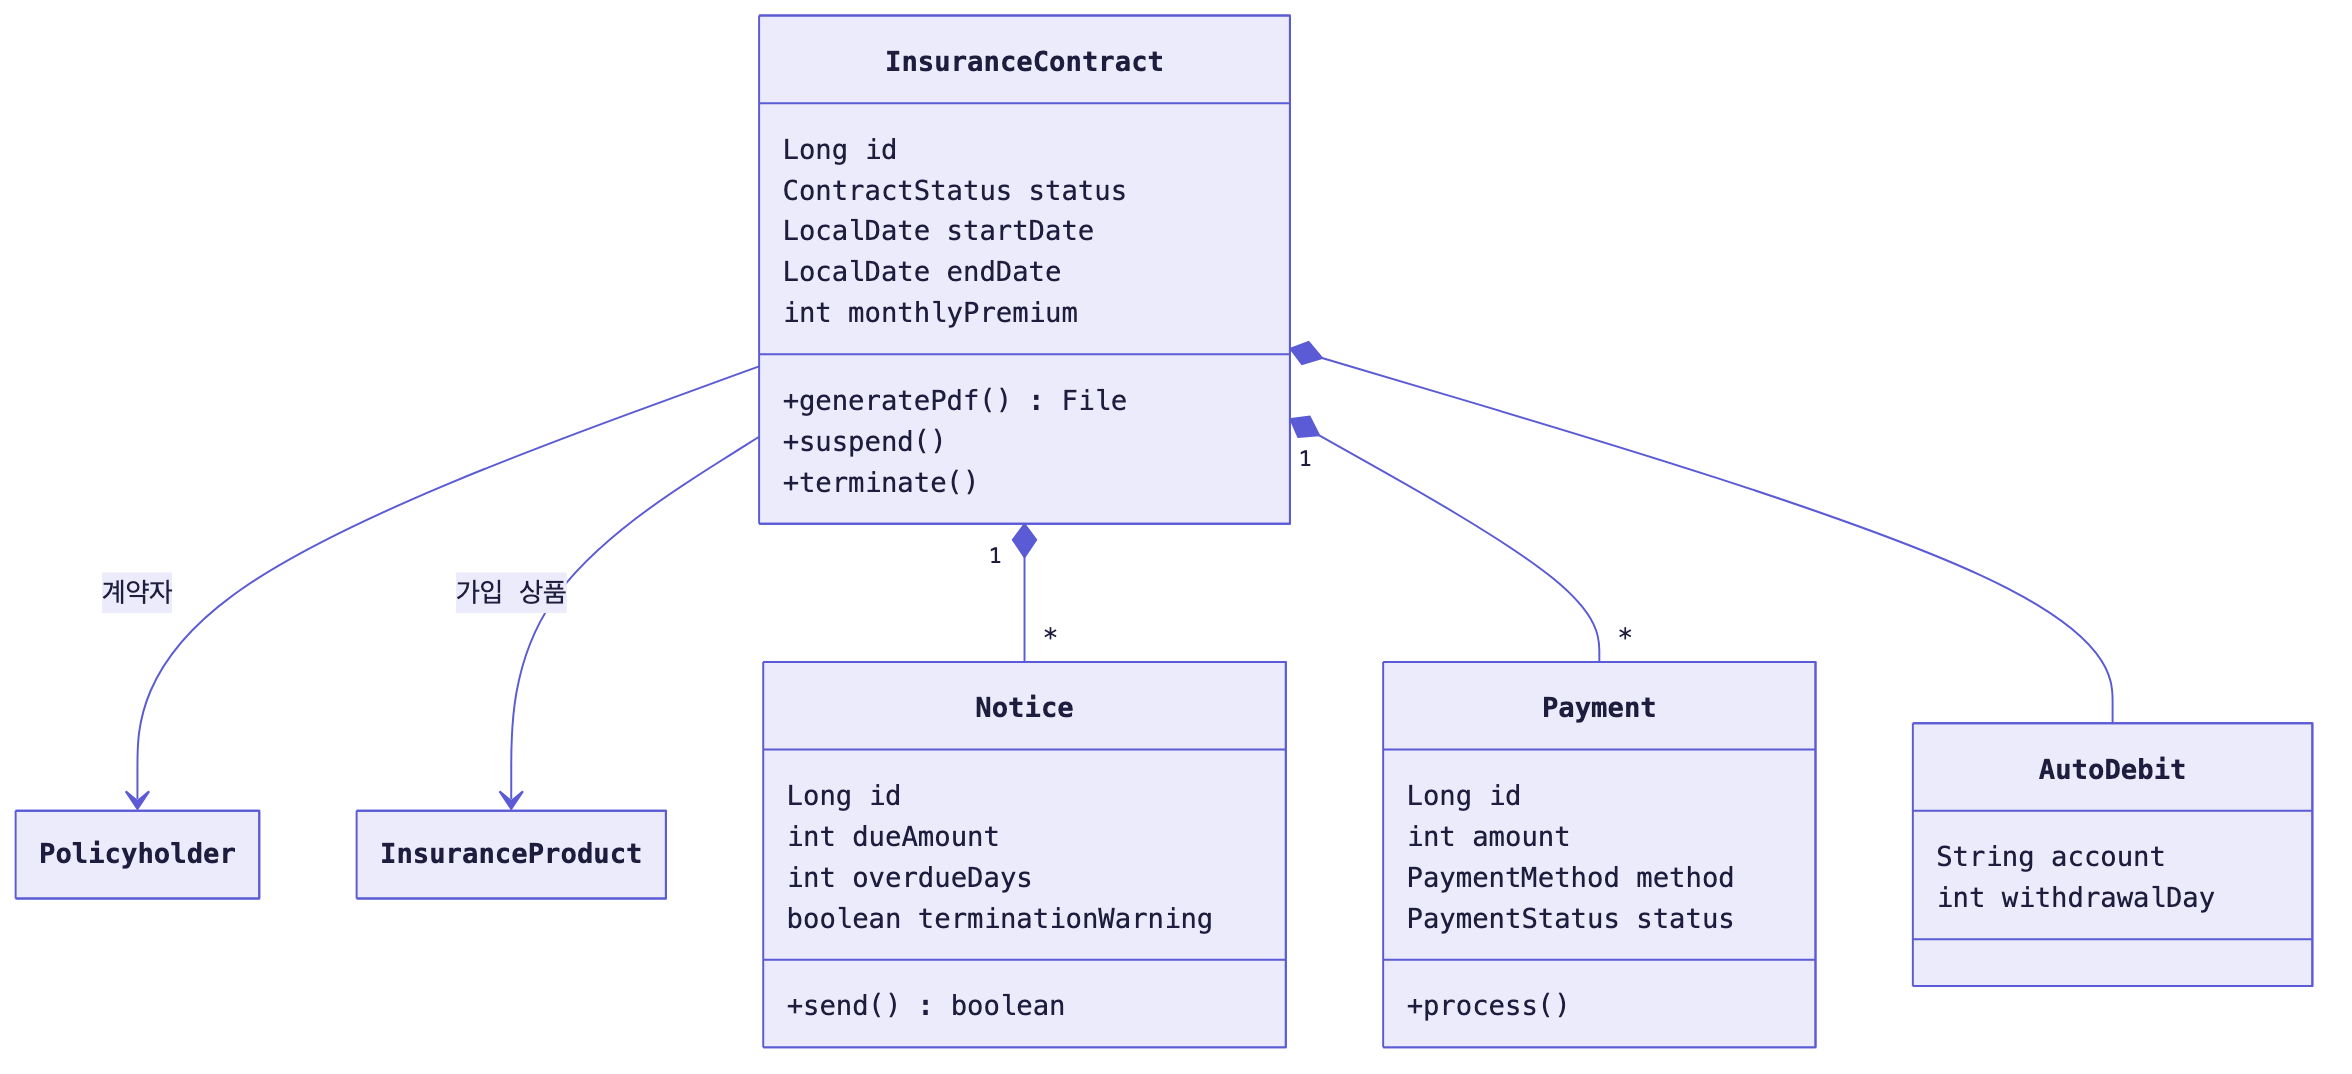 InsuranceContract
Long id
ContractStatus status
LocalDate startDate
LocalDate endDate
int monthlyPremium
+generatePdf() : File
+suspend()
+terminate()
1
1
계약자
가입 상품
*
*
Policyholder
InsuranceProduct
Notice
Long id
int dueAmount
int overdueDays
boolean terminationWarning
+send() : boolean
Payment
Long id
int amount
PaymentMethod method
PaymentStatus status
+process()
AutoDebit
String account
int withdrawalDay